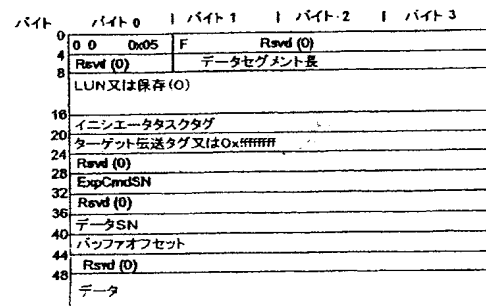 バイト バイト 0 | バイト 1 | バイト 2 | バイト 3
0 0 0 0x05 F Rsvd (0)
4 Rsvd (0) データセグメント長
8 LUN又は保存(0)
16 イニシエータタスクタグ
20 ターゲット伝送タグ又は0xffffffff
24 Rsvd (0)
28 ExpCmdSN
32 Rsvd (0)
36 データSN
40 バッファオフセット
44 Rsvd (0)
48 データ